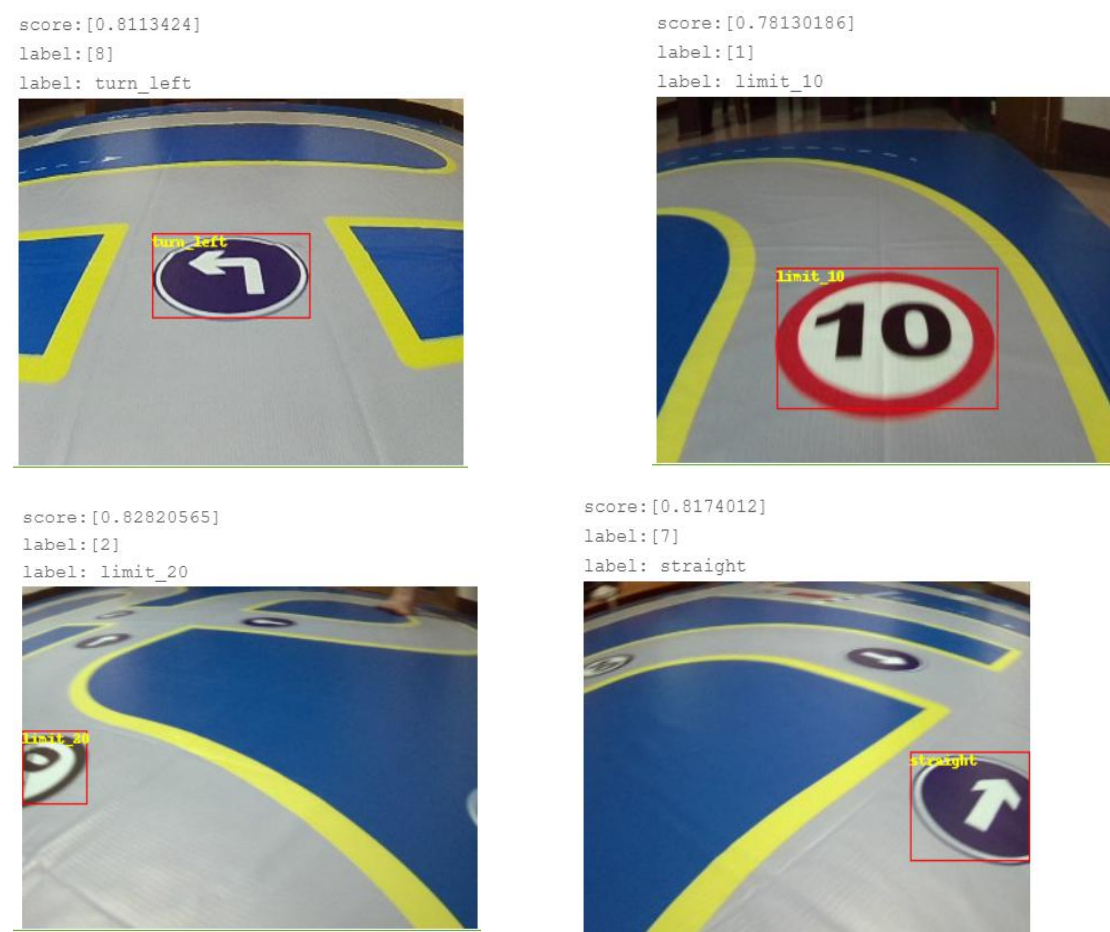 score:[0.8113424]
label:[8]
label: turn_left
turn_left
score:[0.78130186]
label:[1]
label: limit_10
limit_10
10
score:[0.82820565]
label:[2]
label: limit_20
limit_20
0
score:[0.8174012]
label:[7]
label: straight
straight